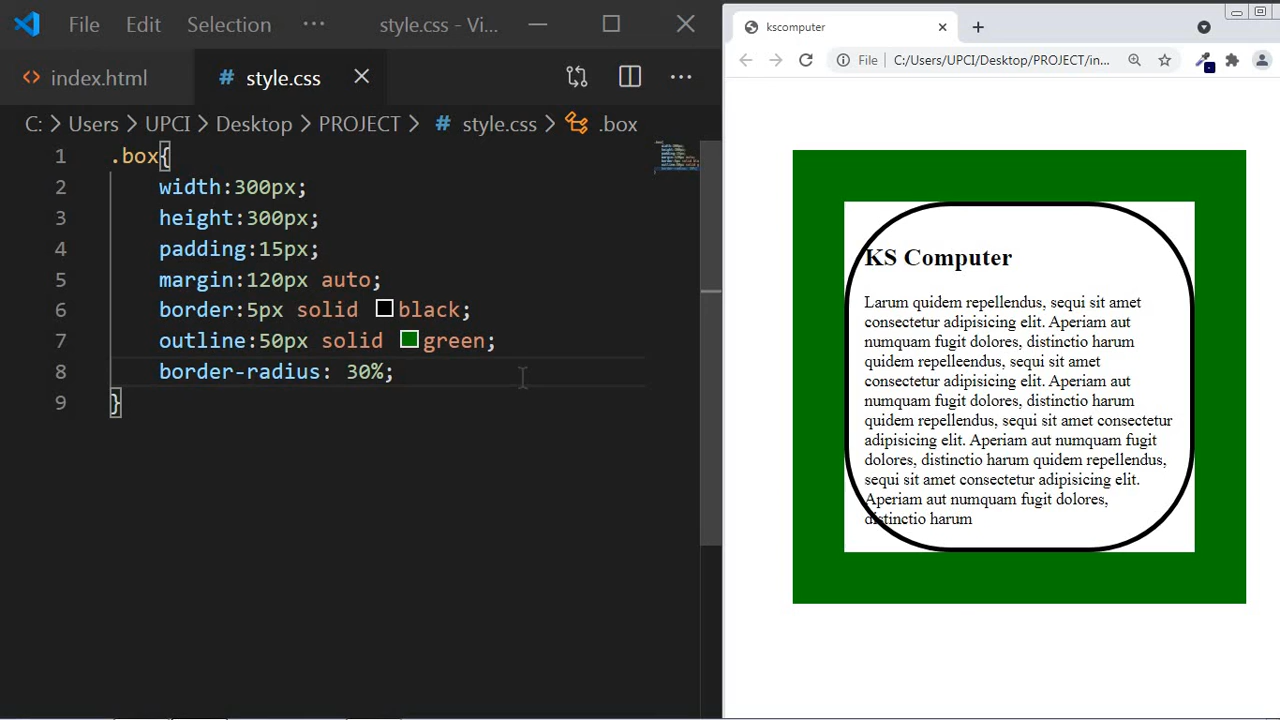 File Edit Selection ··· style.css - Vi...
index.html
# style.css
C: > Users > UPCI > Desktop > PROJECT > # style.css > .box
1 .box{
2 width:300px;
3 height:300px;
4 padding:15px;
5 margin:120px auto;
6 border:5px solid black;
7 outline:50px solid green;
8 border-radius: 30%;
9 }
kscomputer
File C:/Users/UPCI/Desktop/PROJECT/in...
KS Computer
Larum quidem repellendus, sequi sit amet
consectetur adipisicing elit. Aperiam aut
numquam fugit dolores, distinctio harum
quidem repelleendus, sequi sit amet
consectetur adipisicing elit. Aperiam aut
numquam fugit dolores, distinctio harum
quidem repellendus, sequi sit amet consectetur
adipisicing elit. Aperiam aut numquam fugit
dolores, distinctio harum quidem repellendus,
sequi sit amet consectetur adipisicing elit.
Aperiam aut numquam fugit dolores,
distinctio harum